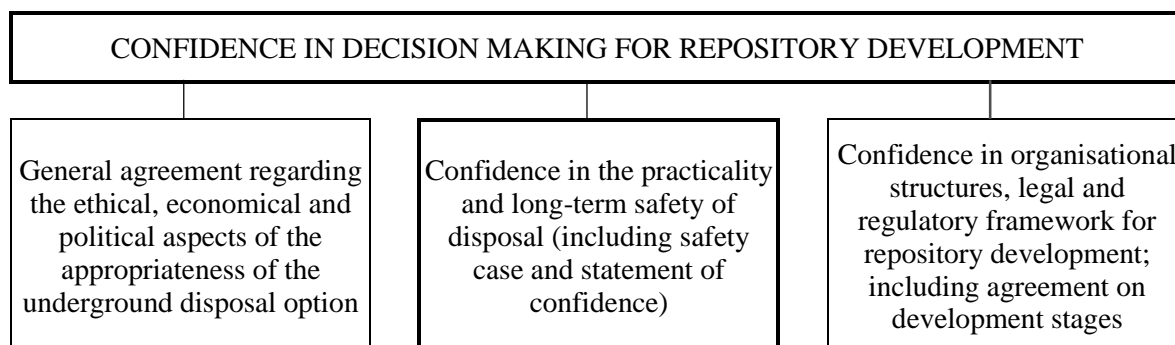 CONFIDENCE IN DECISION MAKING FOR REPOSITORY DEVELOPMENT
General agreement regarding
the ethical, economical and
political aspects of the
appropriateness of the
underground disposal option
Confidence in the practicality
and long-term safety of
disposal (including safety
case and statement of
confidence)
Confidence in organisational
structures, legal and
regulatory framework for
repository development;
including agreement on
development stages